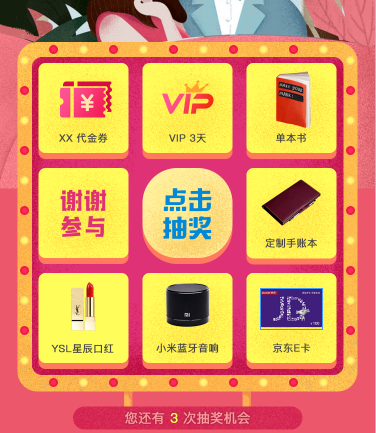 ¥
XX 代金券
VIP
VIP 3天
单本书
谢谢
参与
点击
抽奖
定制手账本
YSL星辰口红
小米蓝牙音响
京东E卡
您还有 3 次抽奖机会